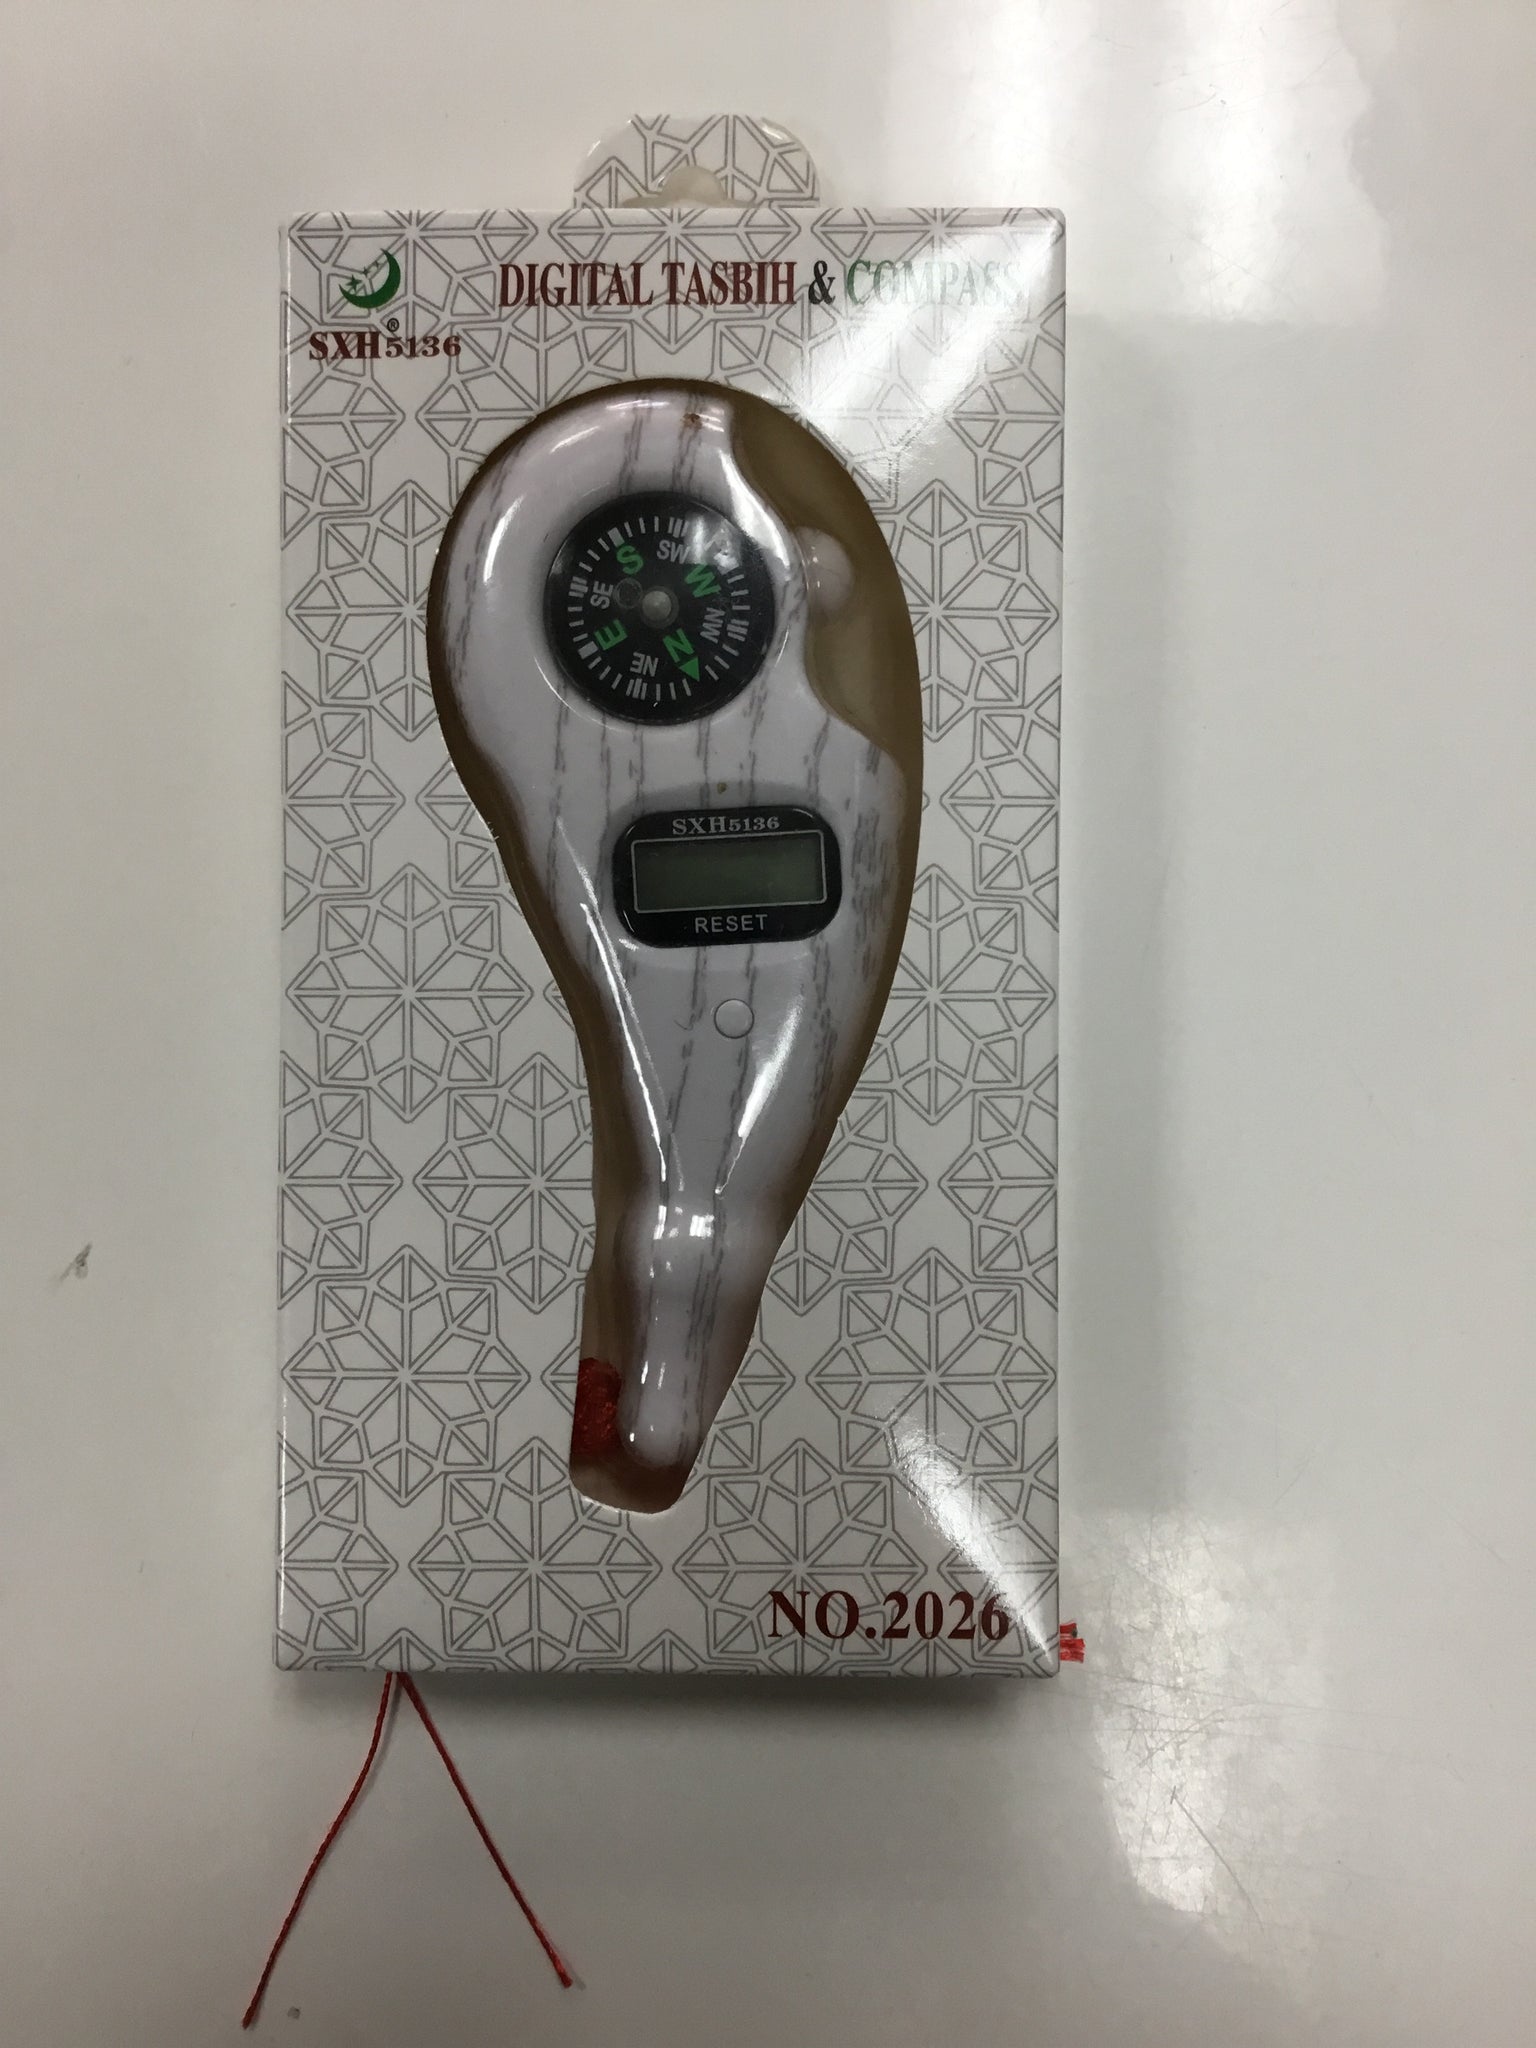 DIGITAL TASBIH & COMPASS
SXH5136®
S
SW
W
NW
N
NE
E
SE
SXH5136
RESET
NO.2026